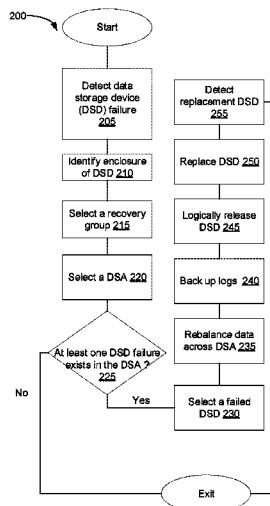 200
Start
Detect data
storage device
(DSD) failure
205
Identify enclosure
of DSD 210
Select a recovery
group 215
Select a DSA 220
At least one DSD failure
exists in the DSA ?
225
No
Yes
Select a failed
DSD 230
Rebalance data
across DSA 235
Back up logs 240
Logically release
DSD 245
Replace DSD 250
Detect
replacement DSD
255
Exit